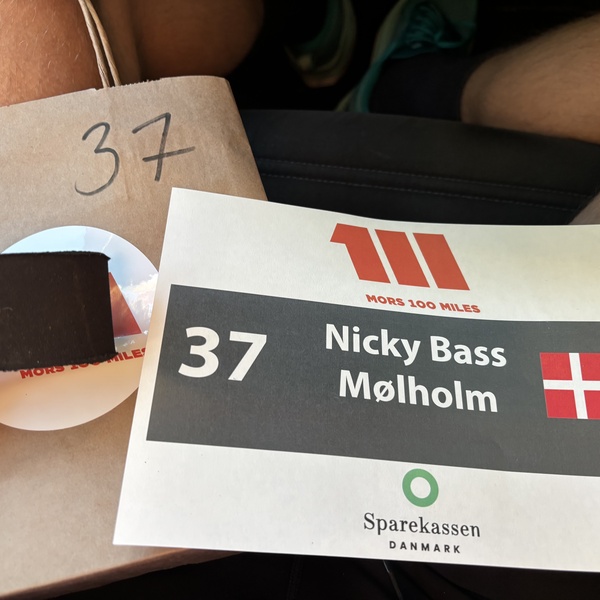 37
MORS 100 MILES
MORS 100 MILES
37
Nicky Bass
Mølholm
Sparekassen
DANMARK